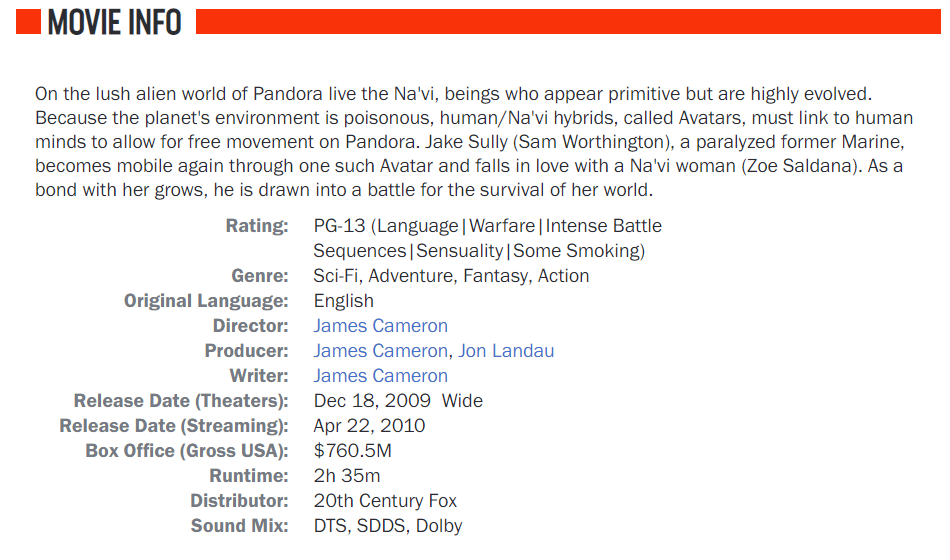 MOVIE INFO
On the lush alien world of Pandora live the Na'vi, beings who appear primitive but are highly evolved.
Because the planet's environment is poisonous, human/Na'vi hybrids, called Avatars, must link to human
minds to allow for free movement on Pandora. Jake Sully (Sam Worthington), a paralyzed former Marine,
becomes mobile again through one such Avatar and falls in love with a Na'vi woman (Zoe Saldana). As a
bond with her grows, he is drawn into a battle for the survival of her world.
Rating: PG-13 (Language|Warfare|Intense Battle
Sequences|Sensuality|Some Smoking)
Genre: Sci-Fi, Adventure, Fantasy, Action
Original Language: English
Director: James Cameron
Producer: James Cameron, Jon Landau
Writer: James Cameron
Release Date (Theaters): Dec 18, 2009 Wide
Release Date (Streaming): Apr 22, 2010
Box Office (Gross USA): $760.5M
Runtime: 2h 35m
Distributor: 20th Century Fox
Sound Mix: DTS, SDDS, Dolby